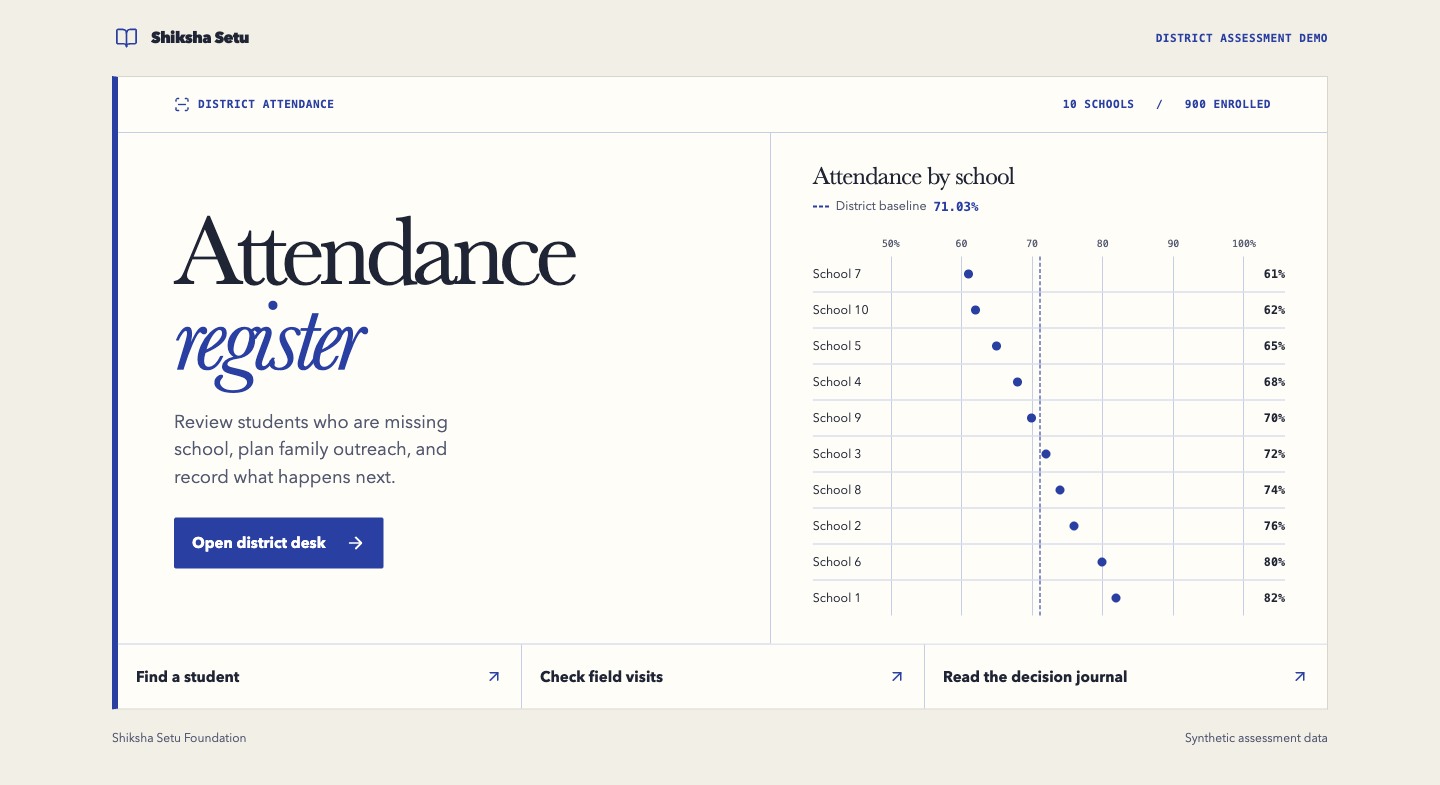 Shiksha Setu
DISTRICT ASSESSMENT DEMO
DISTRICT ATTENDANCE
10 SCHOOLS / 900 ENROLLED
Attendance
register
Review students who are missing
school, plan family outreach, and
record what happens next.
Open district desk
Attendance by school
District baseline 71.03%
50% 60 70 80 90 100%
School 7 61%
School 10 62%
School 5 65%
School 4 68%
School 9 70%
School 3 72%
School 8 74%
School 2 76%
School 6 80%
School 1 82%
Find a student
Check field visits
Read the decision journal
Shiksha Setu Foundation
Synthetic assessment data